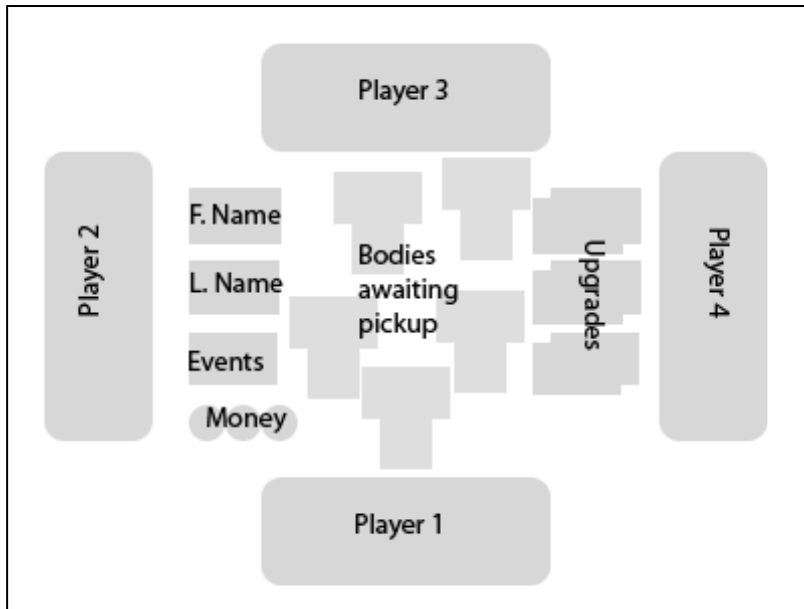 Player 3
Player 2
F. Name
L. Name
Events
Money
Bodies
awaiting
pickup
Upgrades
Player 4
Player 1